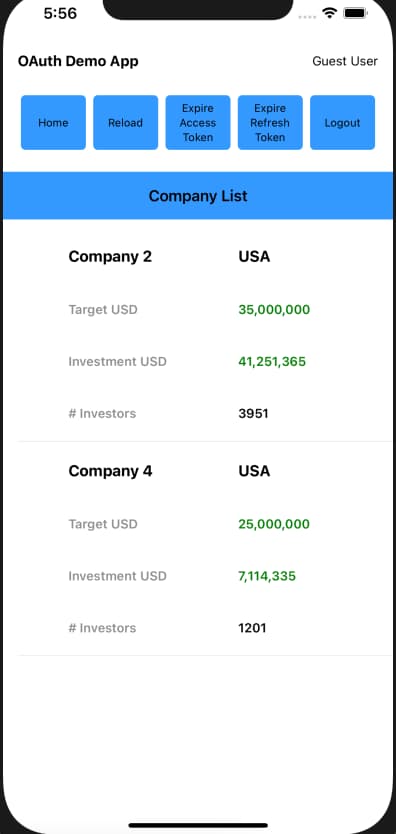 5:56
OAuth Demo App
Guest User
Home
Reload
Expire
Access
Token
Expire
Refresh
Token
Logout
Company List
Company 2 USA
Target USD 35,000,000
Investment USD 41,251,365
# Investors 3951
Company 4 USA
Target USD 25,000,000
Investment USD 7,114,335
# Investors 1201